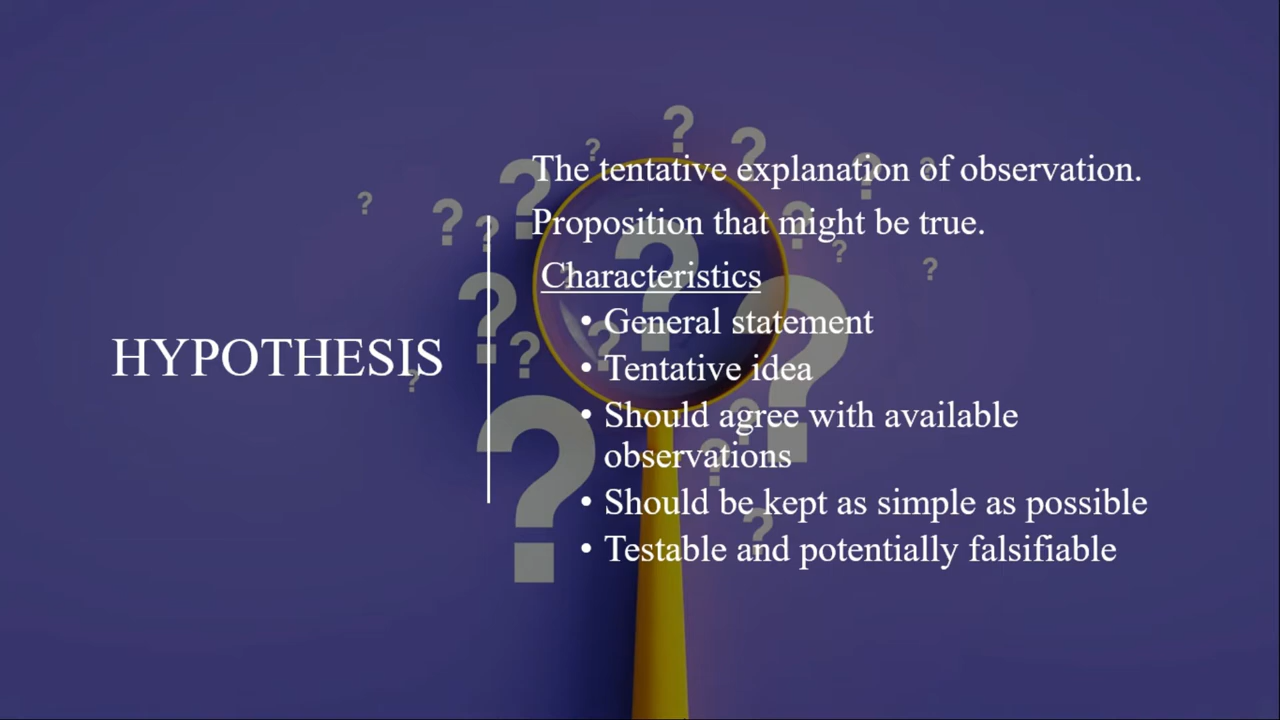 HYPOTHESIS
The tentative explanation of observation.
Proposition that might be true.
Characteristics
• General statement
• Tentative idea
• Should agree with available
observations
• Should be kept as simple as possible
• Testable and potentially falsifiable